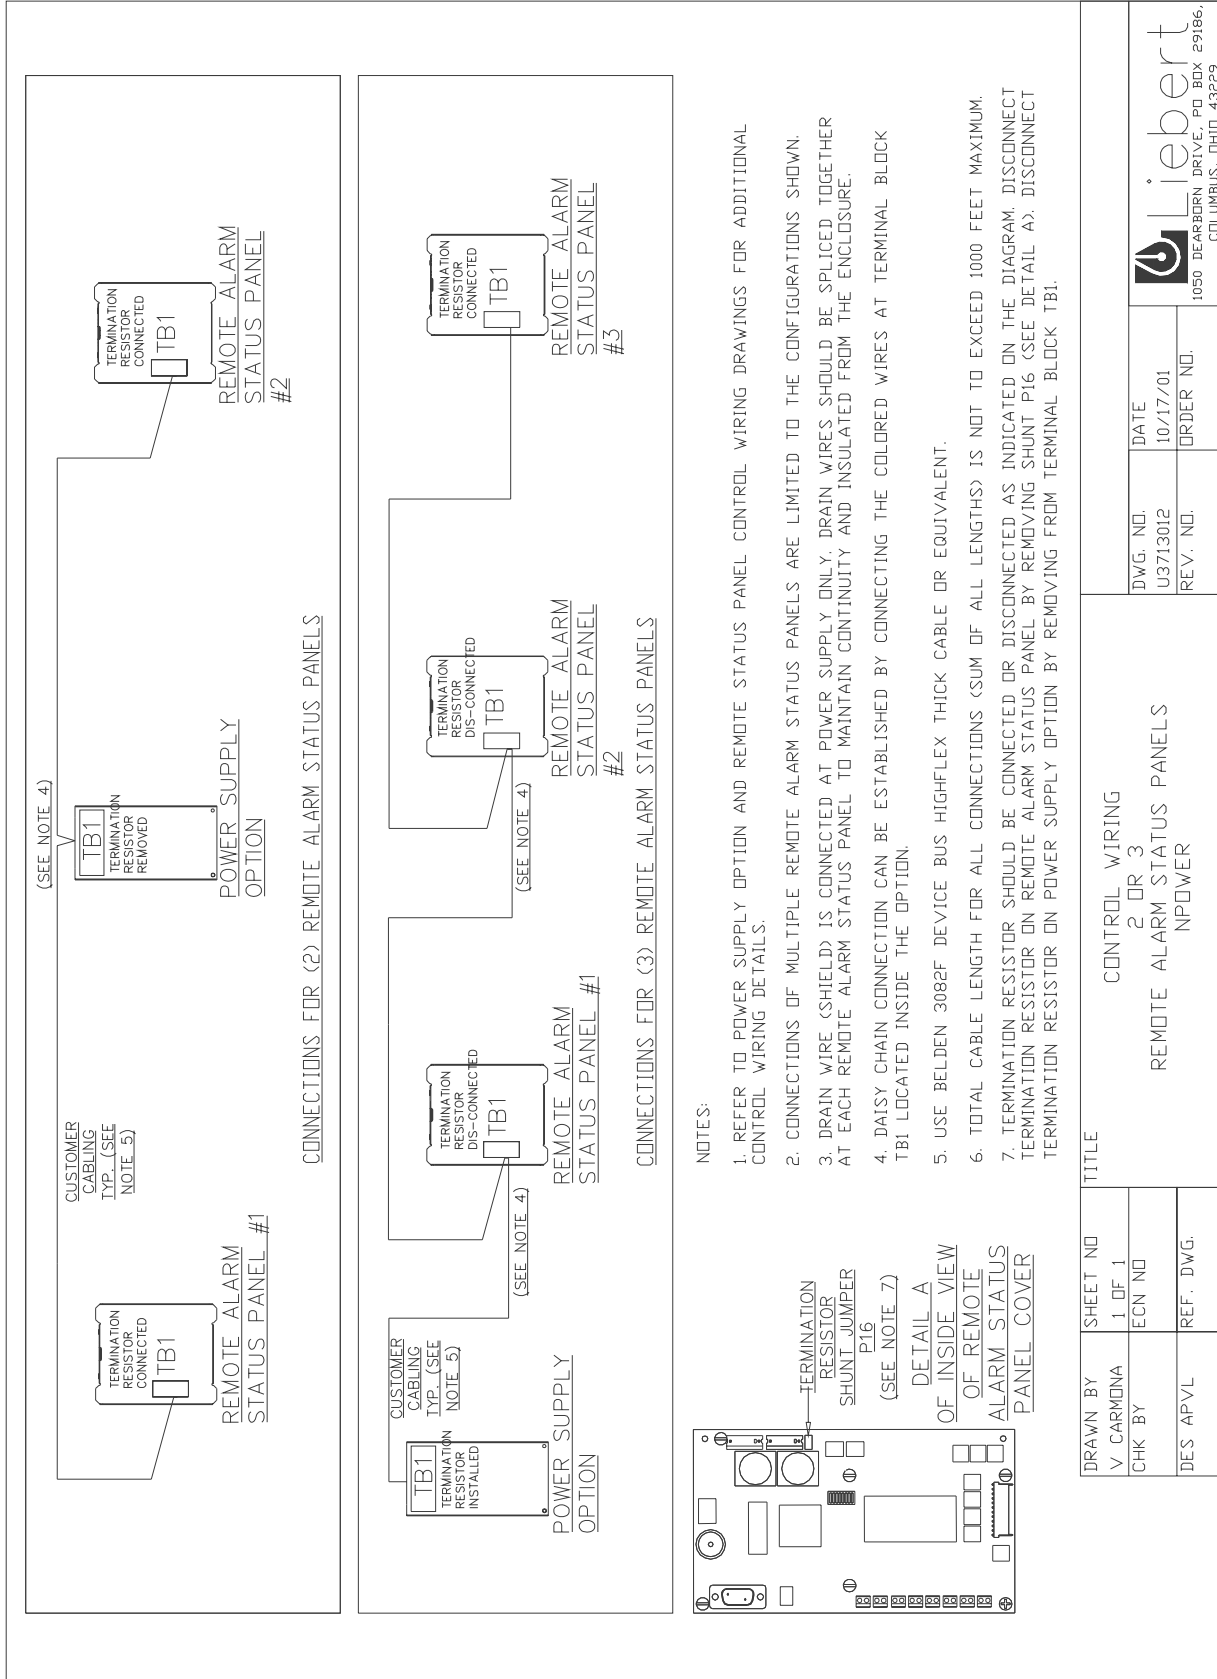 (SEE NOTE 4)
CUSTOMER
CABLING
TYP. (SEE
NOTE 5)
TERMINATION
RESISTOR
CONNECTED
TB1
REMOTE ALARM
STATUS PANEL #1
TB1
TERMINATION
RESISTOR
REMOVED
POWER SUPPLY
OPTION
TERMINATION
RESISTOR
CONNECTED
TB1
REMOTE ALARM
STATUS PANEL
#2
CONNECTIONS FOR (2) REMOTE ALARM STATUS PANELS
CUSTOMER
CABLING
TYP. (SEE
NOTE 5)
TB1
TERMINATION
RESISTOR
INSTALLED
POWER SUPPLY
OPTION
(SEE NOTE 4)
TERMINATION
RESISTOR
DIS-CONNECTED
TB1
REMOTE ALARM
STATUS PANEL #1
(SEE NOTE 4)
TERMINATION
RESISTOR
DIS-CONNECTED
TB1
REMOTE ALARM
STATUS PANEL
#2
TERMINATION
RESISTOR
CONNECTED
TB1
REMOTE ALARM
STATUS PANEL
#3
CONNECTIONS FOR (3) REMOTE ALARM STATUS PANELS
TERMINATION
RESISTOR
SHUNT JUMPER
P16
(SEE NOTE 7)
DETAIL A
OF INSIDE VIEW
OF REMOTE
ALARM STATUS
PANEL COVER
NOTES:
1. REFER TO POWER SUPPLY OPTION AND REMOTE STATUS PANEL CONTROL WIRING DRAWINGS FOR ADDITIONAL
CONTROL WIRING DETAILS.
2. CONNECTIONS OF MULTIPLE REMOTE ALARM STATUS PANELS ARE LIMITED TO THE CONFIGURATIONS SHOWN.
3. DRAIN WIRE (SHIELD) IS CONNECTED AT POWER SUPPLY ONLY. DRAIN WIRES SHOULD BE SPLICED TOGETHER
AT EACH REMOTE ALARM STATUS PANEL TO MAINTAIN CONTINUITY AND INSULATED FROM THE ENCLOSURE.
4. DAISY CHAIN CONNECTION CAN BE ESTABLISHED BY CONNECTING THE COLORED WIRES AT TERMINAL BLOCK
TB1 LOCATED INSIDE THE OPTION.
5. USE BELDEN 3082F DEVICE BUS HIGHFLEX THICK CABLE OR EQUIVALENT.
6. TOTAL CABLE LENGTH FOR ALL CONNECTIONS (SUM OF ALL LENGTHS) IS NOT TO EXCEED 1000 FEET MAXIMUM.
7. TERMINATION RESISTOR SHOULD BE CONNECTED OR DISCONNECTED AS INDICATED ON THE DIAGRAM. DISCONNECT
TERMINATION RESISTOR ON REMOTE ALARM STATUS PANEL BY REMOVING SHUNT P16 (SEE DETAIL A). DISCONNECT
TERMINATION RESISTOR ON POWER SUPPLY OPTION BY REMOVING FROM TERMINAL BLOCK TB1.
DRAWN BY
V CARMONA
CHK BY
DES APVL
SHEET NO
1 OF 1
ECN NO
REF. DWG.
TITLE
CONTROL WIRING
2 OR 3
REMOTE ALARM STATUS PANELS
NPOWER
DWG. NO.
U3713012
REV. NO.
DATE
10/17/01
ORDER NO.
Liebert
1050 DEARBORN DRIVE, PO BOX 29186,
COLUMBUS, OHIO 43229